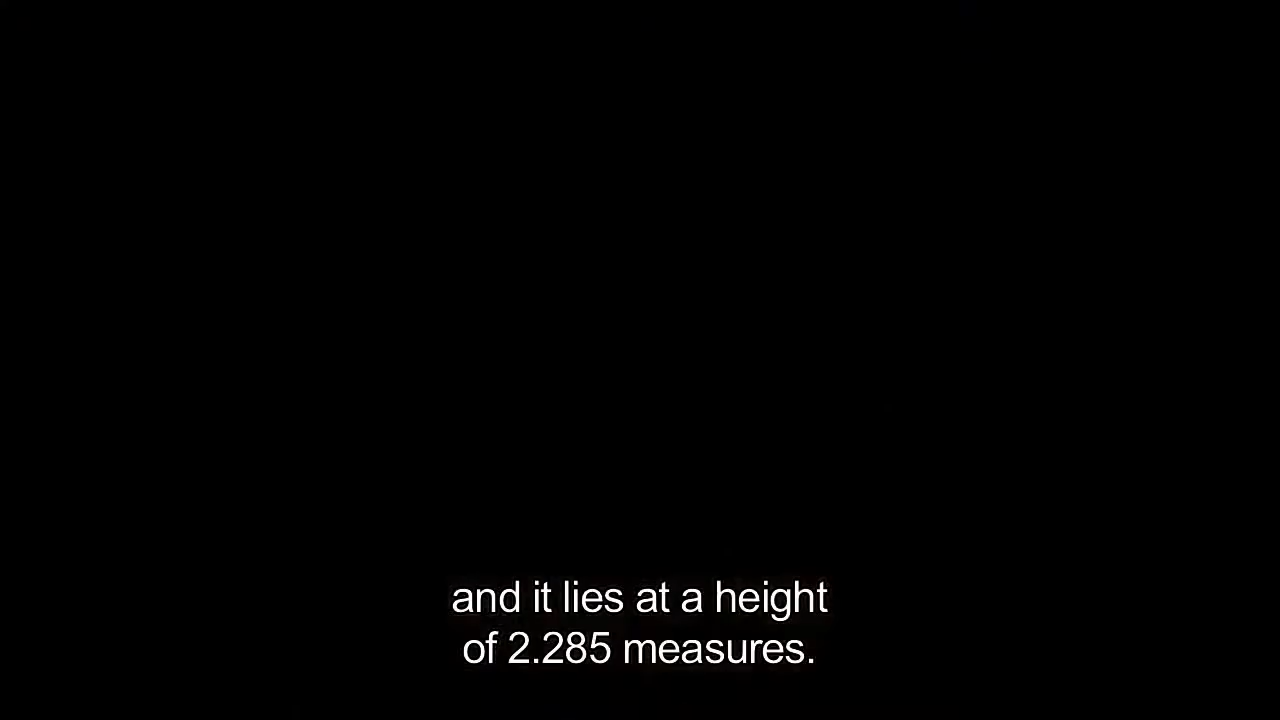 and it lies at a height
of 2.285 measures.